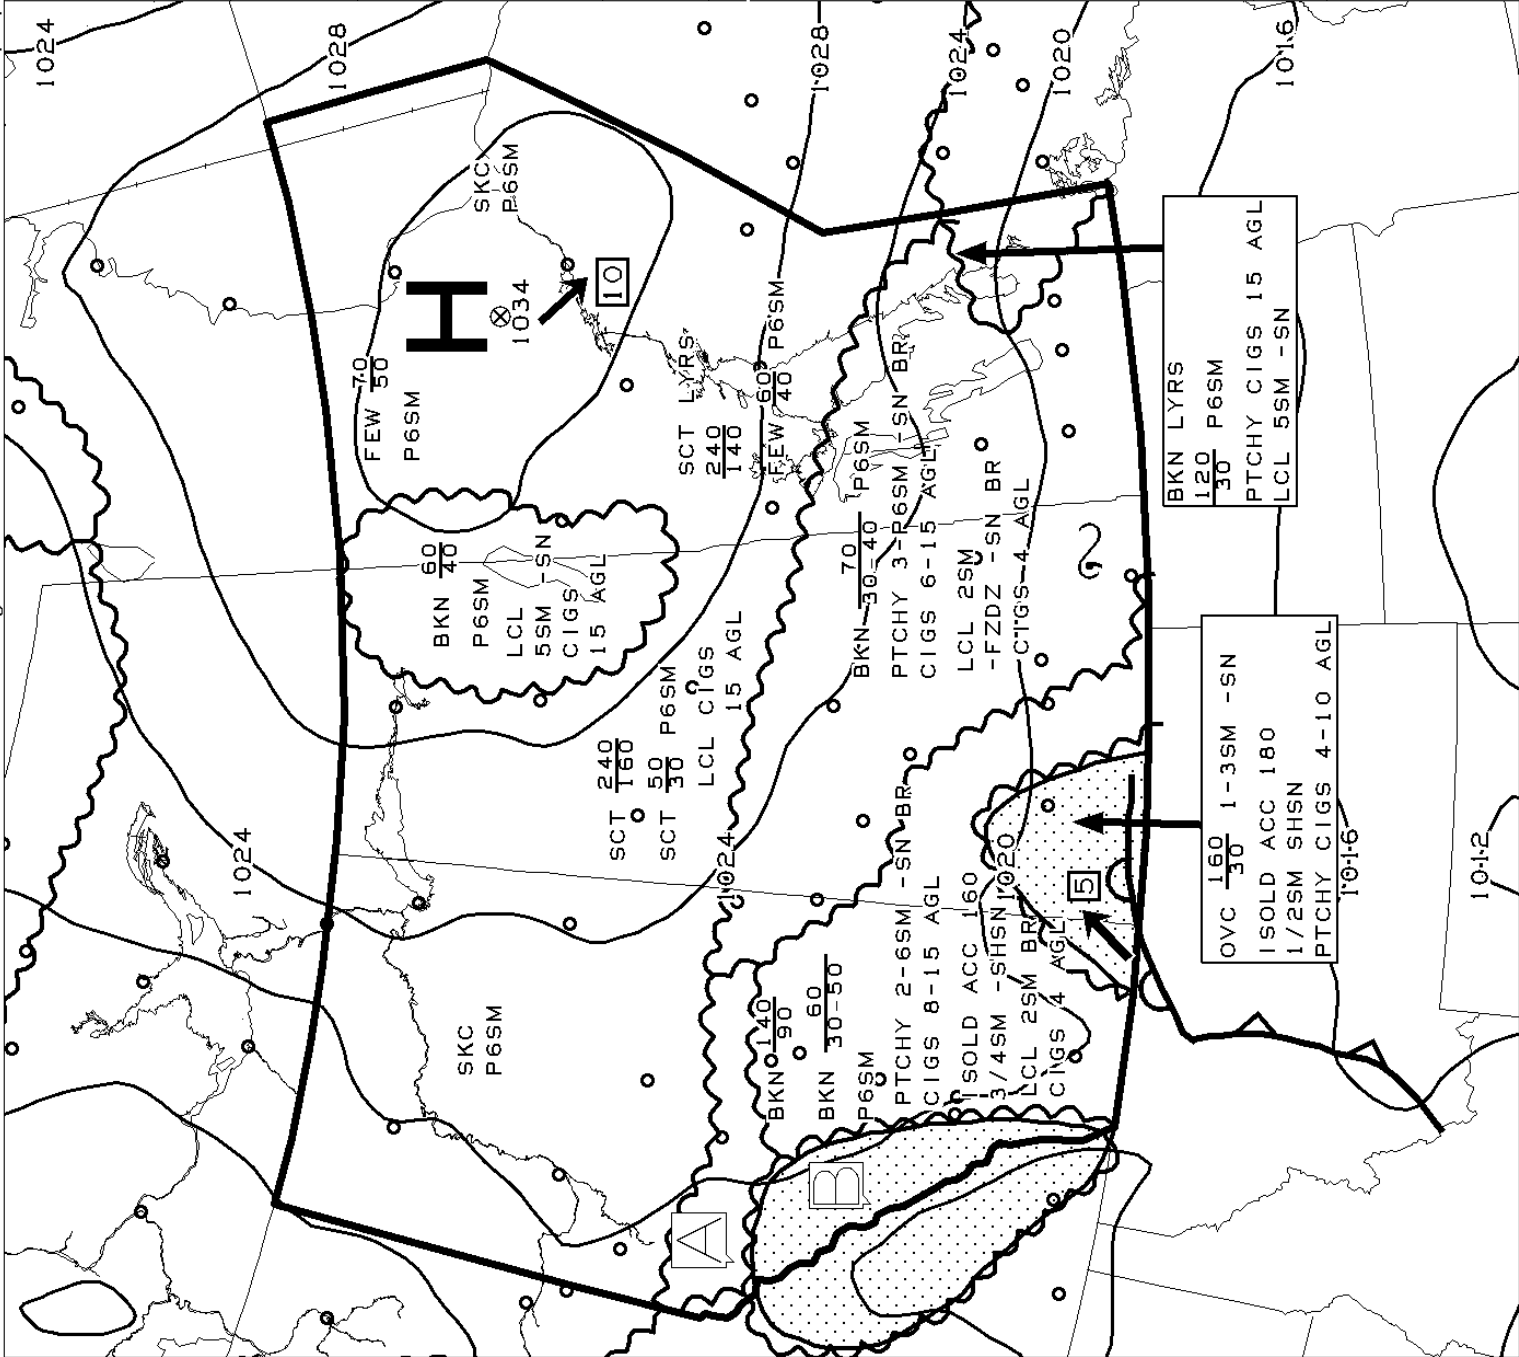 1024
1028
1024
SKC
P6SM
FEW 70
50
P6SM
H
1034
10
SKC
P6SM
BKN 60
40
P6SM
LCL
5SM -SN
CIGS
15 AGL
SCT 240
160
SCT 50
30 P6SM
LCL CIGS
15 AGL
SCT LYRS
240
140
FEW 60
40 P6SM
1028
1024
1020
1016
A
B
1024
BKN 140
90
BKN 60
30-50
P6SM
PTCHY 2-6SM -SN BR
CIGS 8-15 AGL
ISOLD ACC 160
3/4SM -SHSN
LCL 2SM BR
CIGS 4 AGL
1020
5
BKN 70
30-40 P6SM
PTCHY 3-P6SM -SN BR
CIGS 6-15 AGL
LCL 2SM
-FZDZ -SN BR
CIGS 4 AGL
BKN LYRS
120
30 P6SM
PTCHY CIGS 15 AGL
LCL 5SM -SN
OVC 160
30 1-3SM -SN
ISOLD ACC 180
1/2SM SHSN
PTCHY CIGS 4-10 AGL
1016
1012